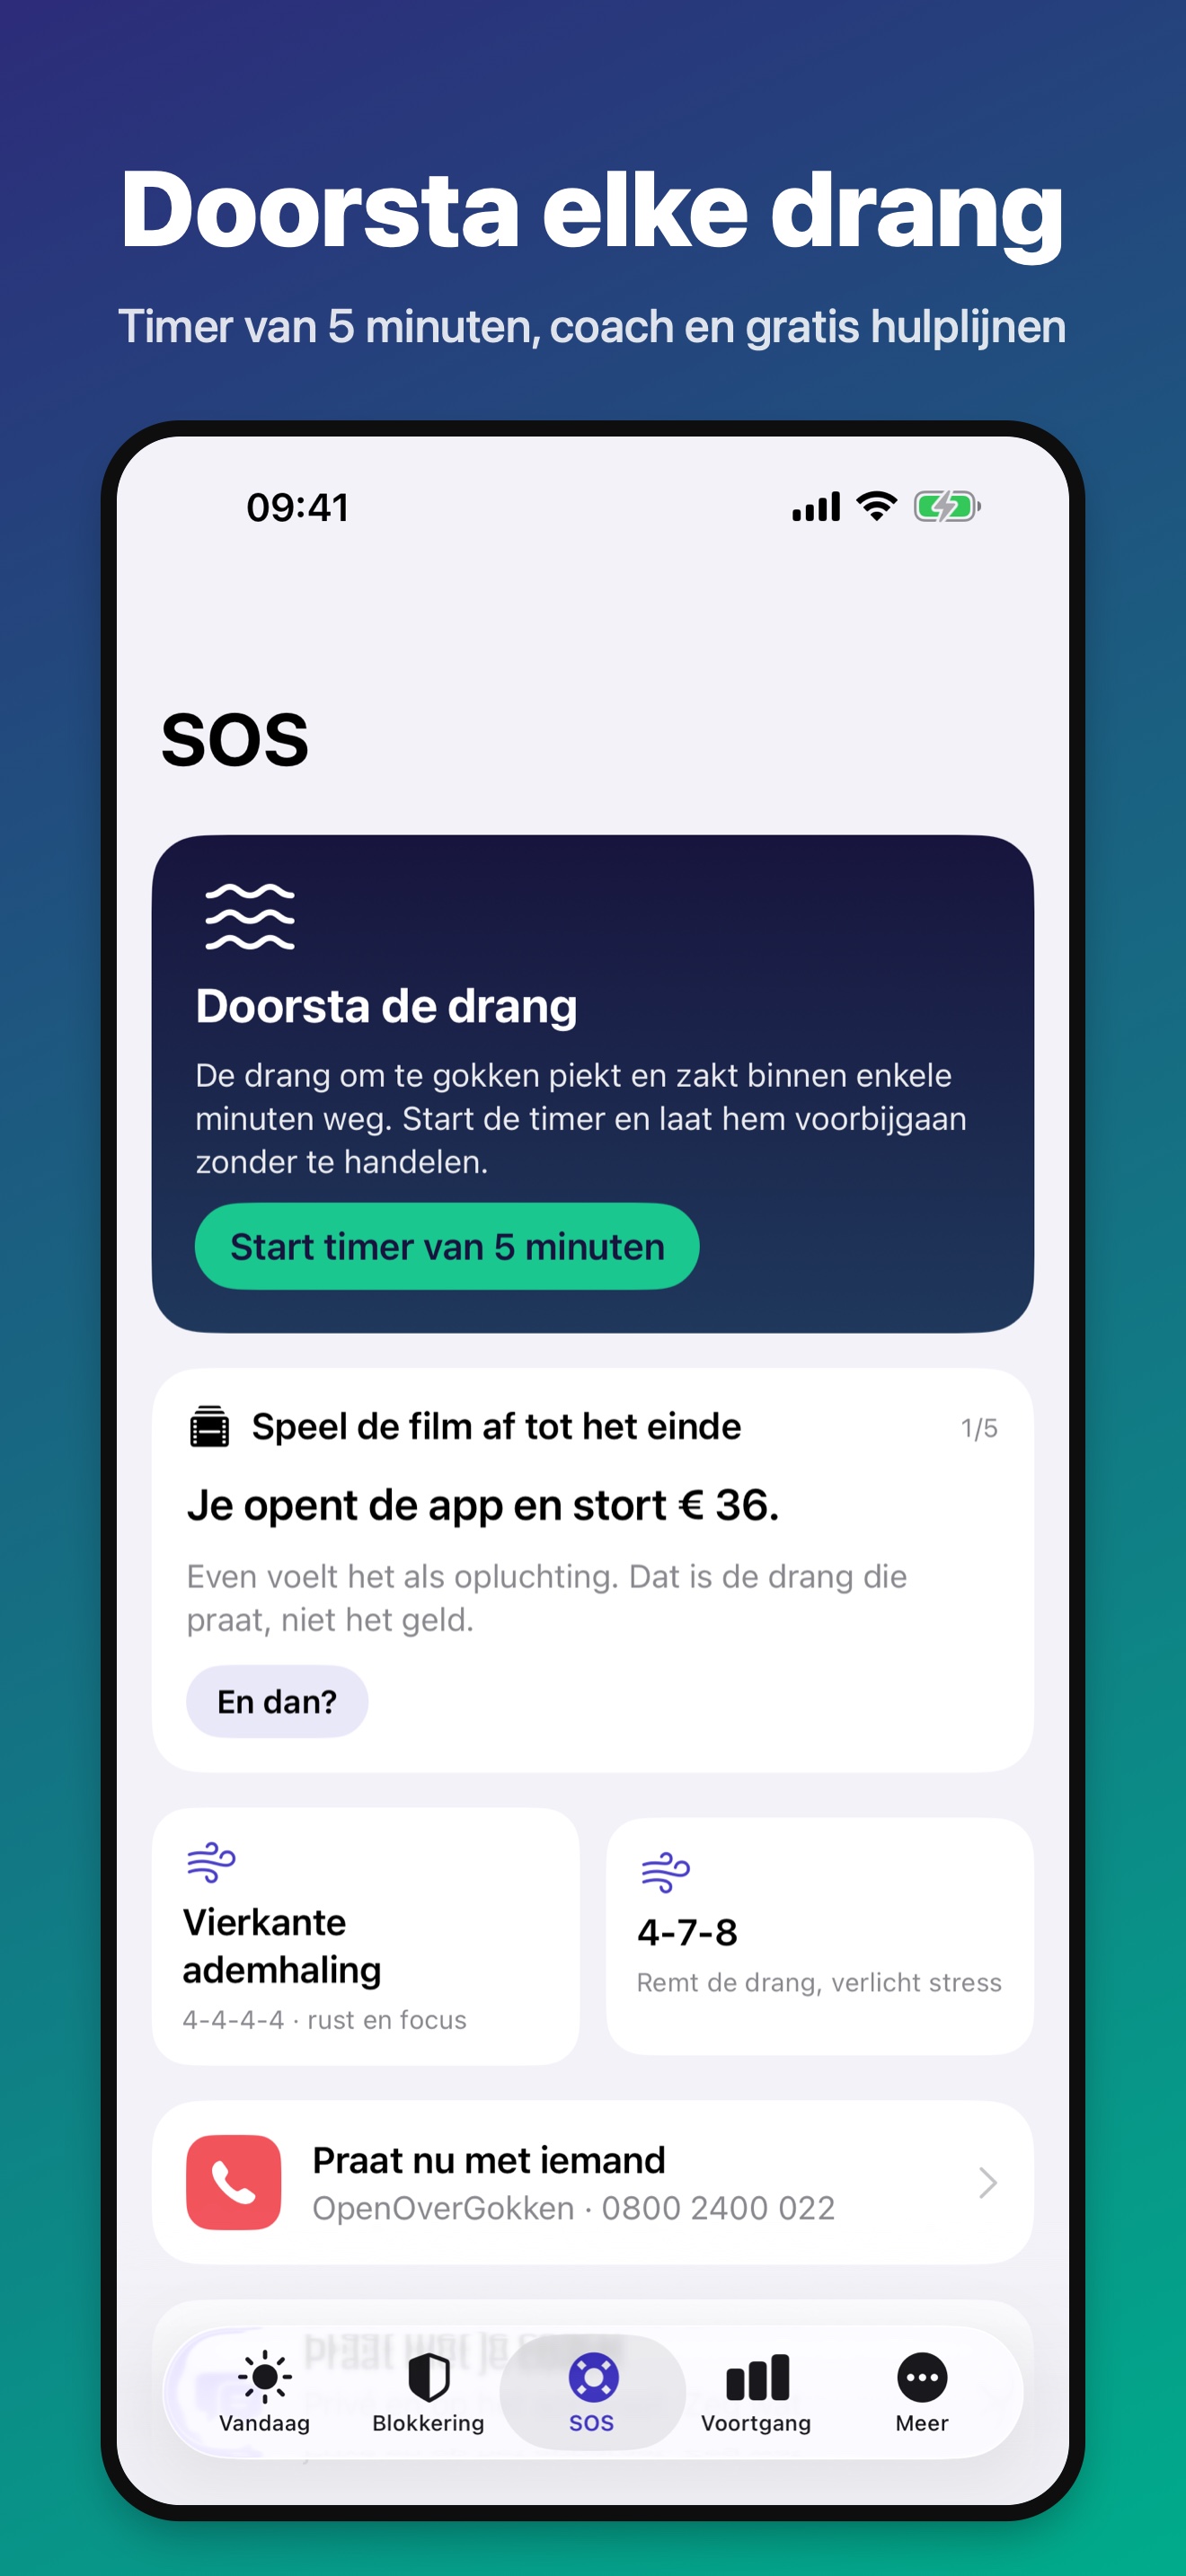 Doorsta elke drang
Timer van 5 minuten, coach en gratis hulplijnen
09:41
SOS
Doorsta de drang
De drang om te gokken piekt en zakt binnen enkele
minuten weg. Start de timer en laat hem voorbijgaan
zonder te handelen.
Start timer van 5 minuten
Speel de film af tot het einde
1/5
Je opent de app en stort € 36.
Even voelt het als opluchting. Dat is de drang die
praat, niet het geld.
En dan?
Vierkante
ademhaling
4-4-4-4 · rust en focus
4-7-8
Remt de drang, verlicht stress
Praat nu met iemand
OpenOverGokken · 0800 2400 022
Vandaag
Blokkering
SOS
Voortgang
Meer